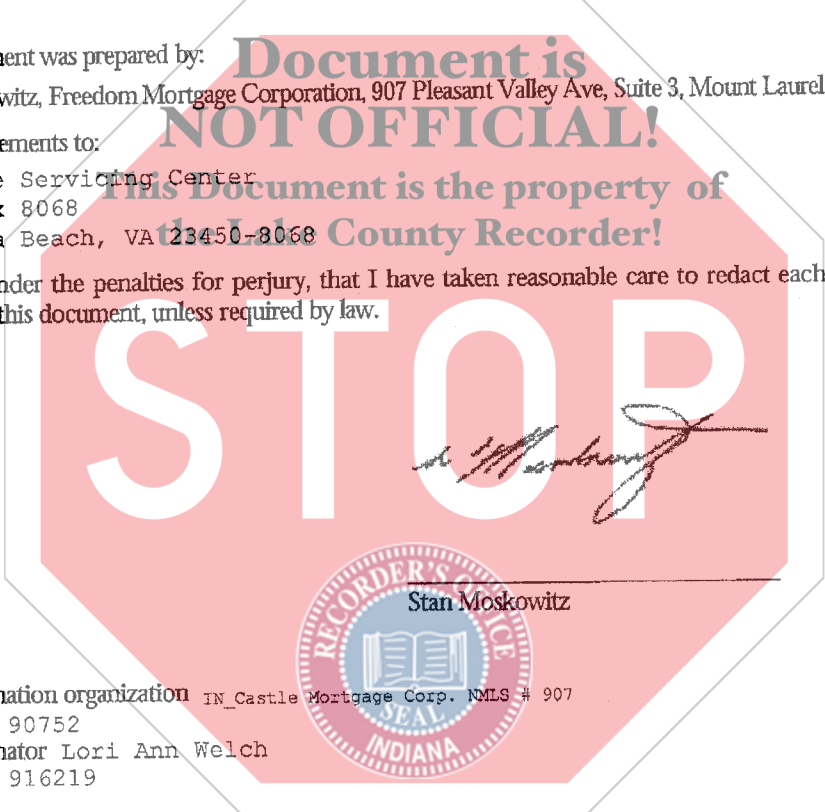 Document is
ent was prepared by:
witz, Freedom Mortgage Corporation, 907 Pleasant Valley Ave, Suite 3, Mount Laurel
NOT OFFICIAL!
ements to:
e Servicing Center
This Document is the property of
x 8068
a Beach, VA 23450-8068
the Lake County Recorder!
nder the penalties for perjury, that I have taken reasonable care to redact each
this document, unless required by law.
STOP
Stan Moskowitz
RECORDER'S OFFICE
SEAL
INDIANA
nation organization IN_Castle Mortgage Corp. NMLS # 907
90752
nator Lori Ann Welch
916219